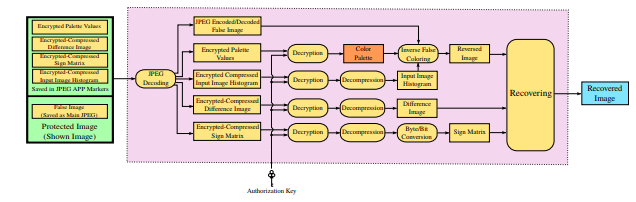 Encrypted Palette Values
Encrypted-Compressed
Difference Image
Encrypted-Compressed
Sign Matrix
Encrypted-Compressed
Input Image Histogram
Saved in JPEG APP Markers
False Image
(Saved as Main JPEG)
Protected Image
(Shown Image)
JPEG
Decoding
JPEG Encoded/Decoded
False Image
Encrypted Palette
Values
Decryption
Color
Palette
Inverse False
Coloring
Reversed
Image
Encrypted Compressed
Input Image Histogram
Decryption
Decompression
Input Image
Histogram
Encrypted-Compressed
Difference Image
Decryption
Decompression
Difference
Image
Encrypted-Compressed
Sign Matrix
Decryption
Decompression
Byte/Bit
Conversion
Sign Matrix
Recovering
Recovered
Image
Authorization Key